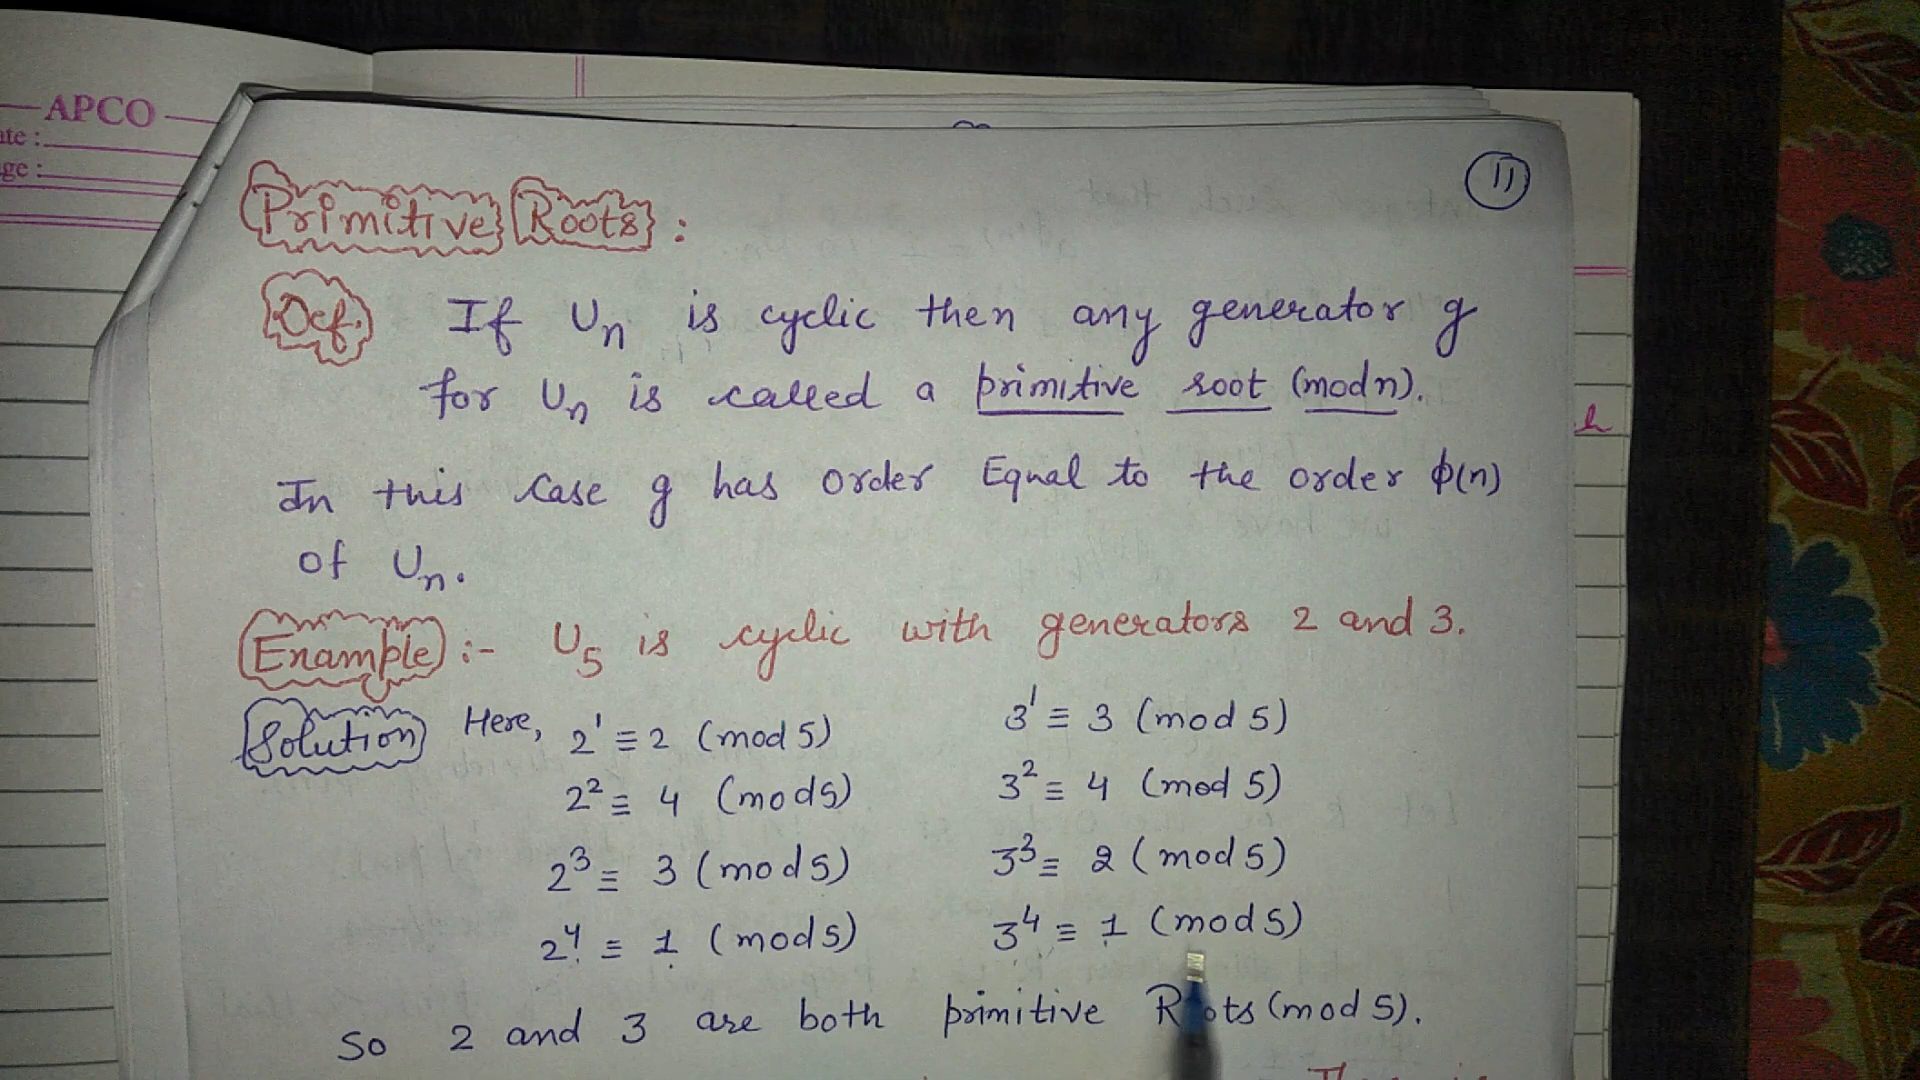 APCO
ate :
ge :
11
Primitive Roots :
Def. If Un is cyclic then any generator g
for Un is called a primitive root (mod n).
h
In this case g has order Equal to the order ϕ(n)
of Un.
Example :- U5 is cyclic with generators 2 and 3.
Solution Here, 2¹ ≡ 2 (mod 5) 3¹ ≡ 3 (mod 5)
2² ≡ 4 (mod 5) 3² ≡ 4 (mod 5)
2³ ≡ 3 (mod 5) 3³ ≡ 2 (mod 5)
2⁴ ≡ 1 (mod 5) 3⁴ ≡ 1 (mod 5)
So 2 and 3 are both primitive Roots (mod 5).